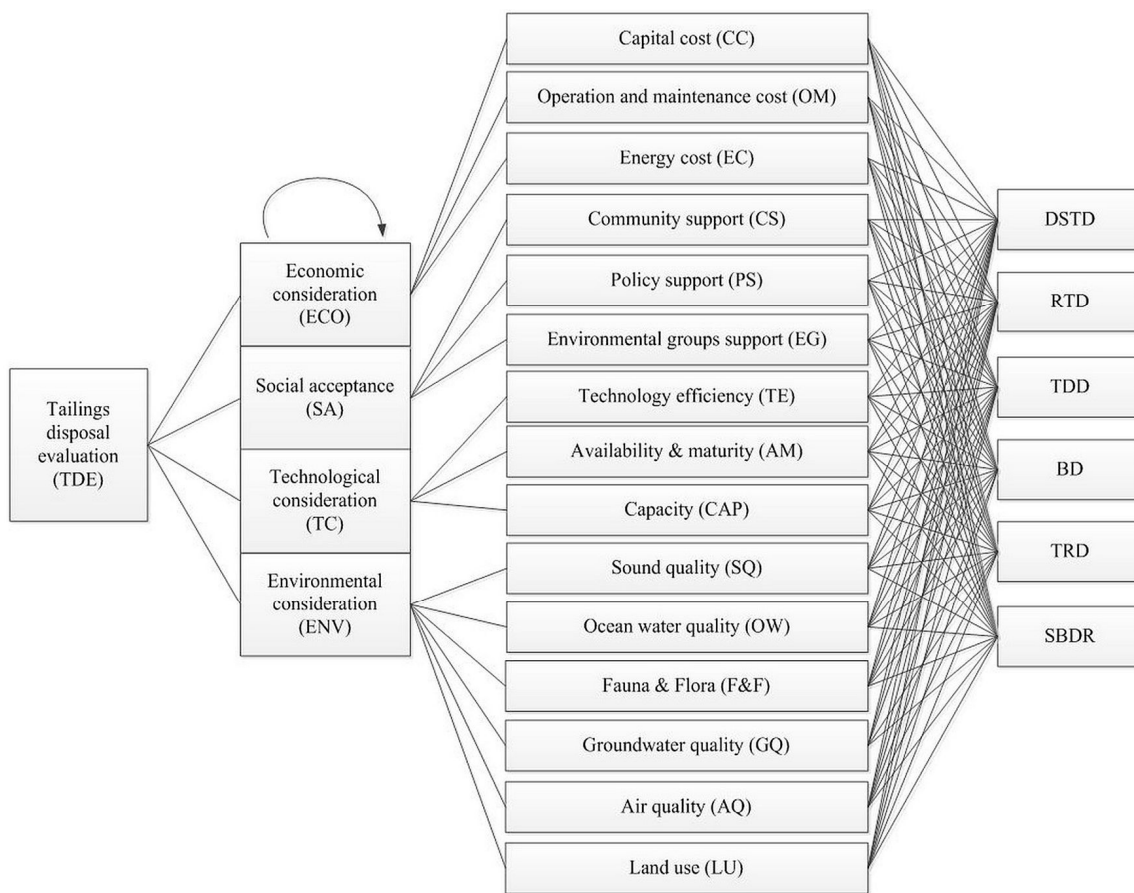 Tailings
disposal
evaluation
(TDE)
Economic
consideration
(ECO)
Social acceptance
(SA)
Technological
consideration
(TC)
Environmental
consideration
(ENV)
Capital cost (CC)
Operation and maintenance cost (OM)
Energy cost (EC)
Community support (CS)
Policy support (PS)
Environmental groups support (EG)
Technology efficiency (TE)
Availability & maturity (AM)
Capacity (CAP)
Sound quality (SQ)
Ocean water quality (OW)
Fauna & Flora (F&F)
Groundwater quality (GQ)
Air quality (AQ)
Land use (LU)
DSTD
RTD
TDD
BD
TRD
SBDR